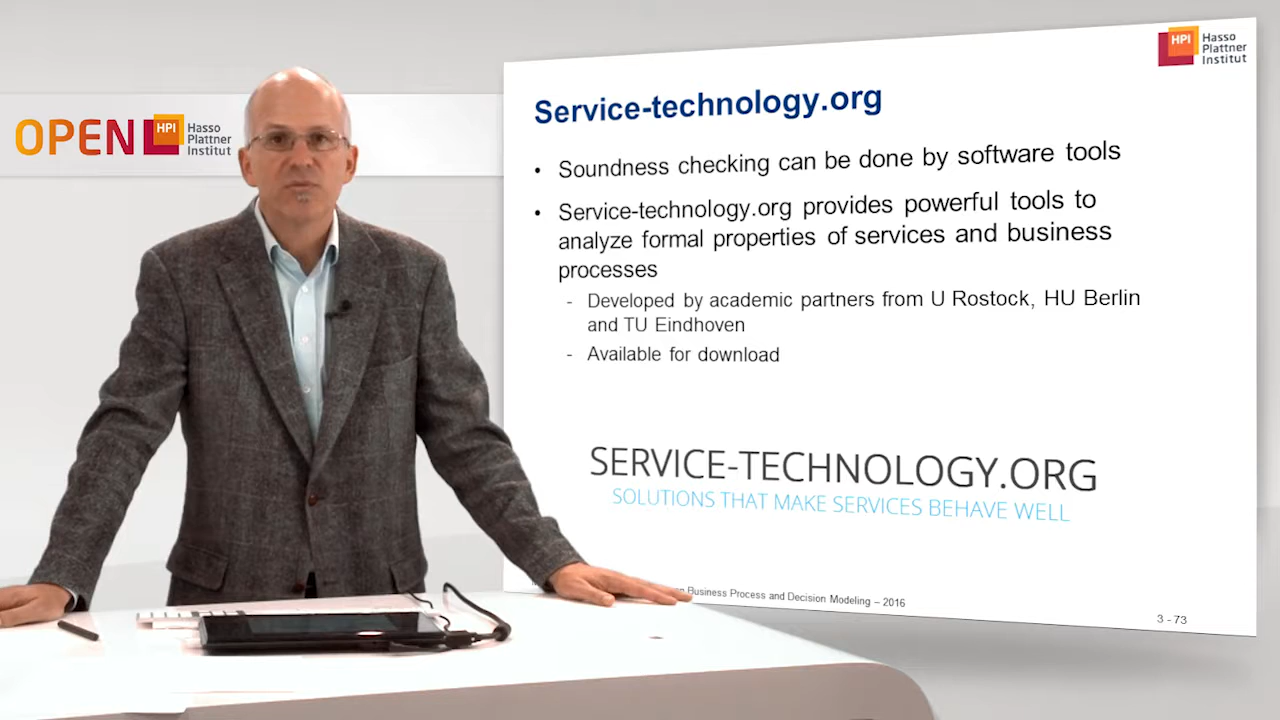 OPEN HPI Hasso
Plattner
Institut
HPI Hasso
Plattner
Institut
Service-technology.org
• Soundness checking can be done by software tools
• Service-technology.org provides powerful tools to
analyze formal properties of services and business
processes
- Developed by academic partners from U Rostock, HU Berlin
and TU Eindhoven
- Available for download
SERVICE-TECHNOLOGY.ORG
SOLUTIONS THAT MAKE SERVICES BEHAVE WELL
Business Process and Decision Modeling – 2016
3 - 73